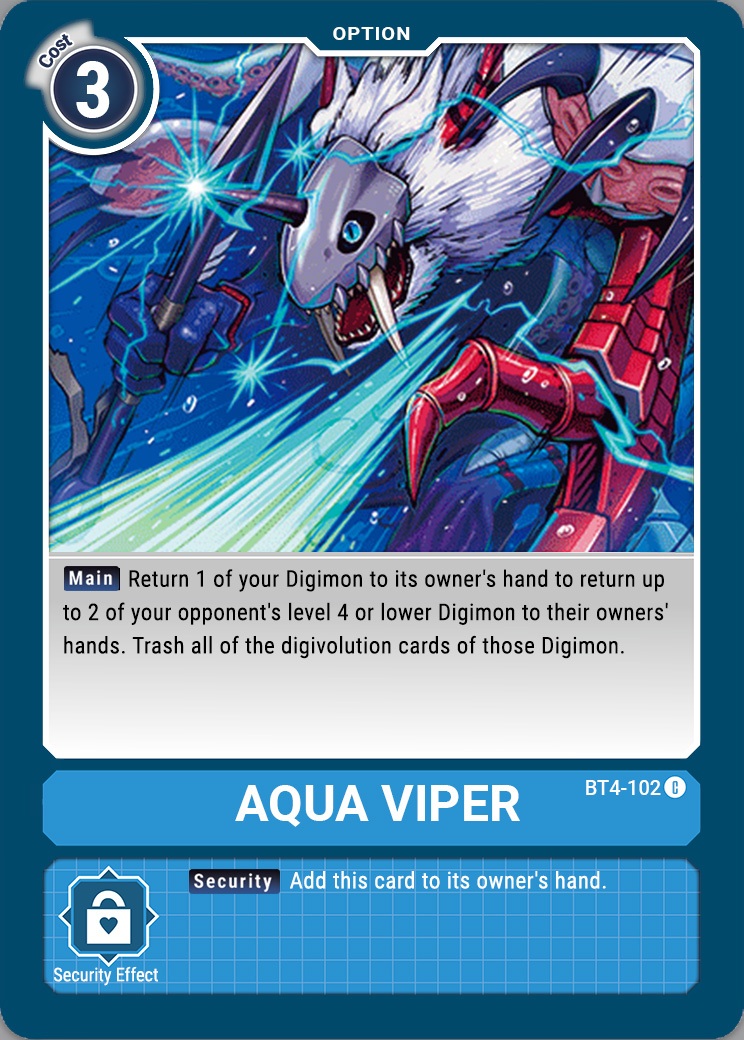 OPTION
Cost
3
Main Return 1 of your Digimon to its owner's hand to return up
to 2 of your opponent's level 4 or lower Digimon to their owners'
hands. Trash all of the digivolution cards of those Digimon.
BT4-102 C
AQUA VIPER
Security Add this card to its owner's hand.
Security Effect